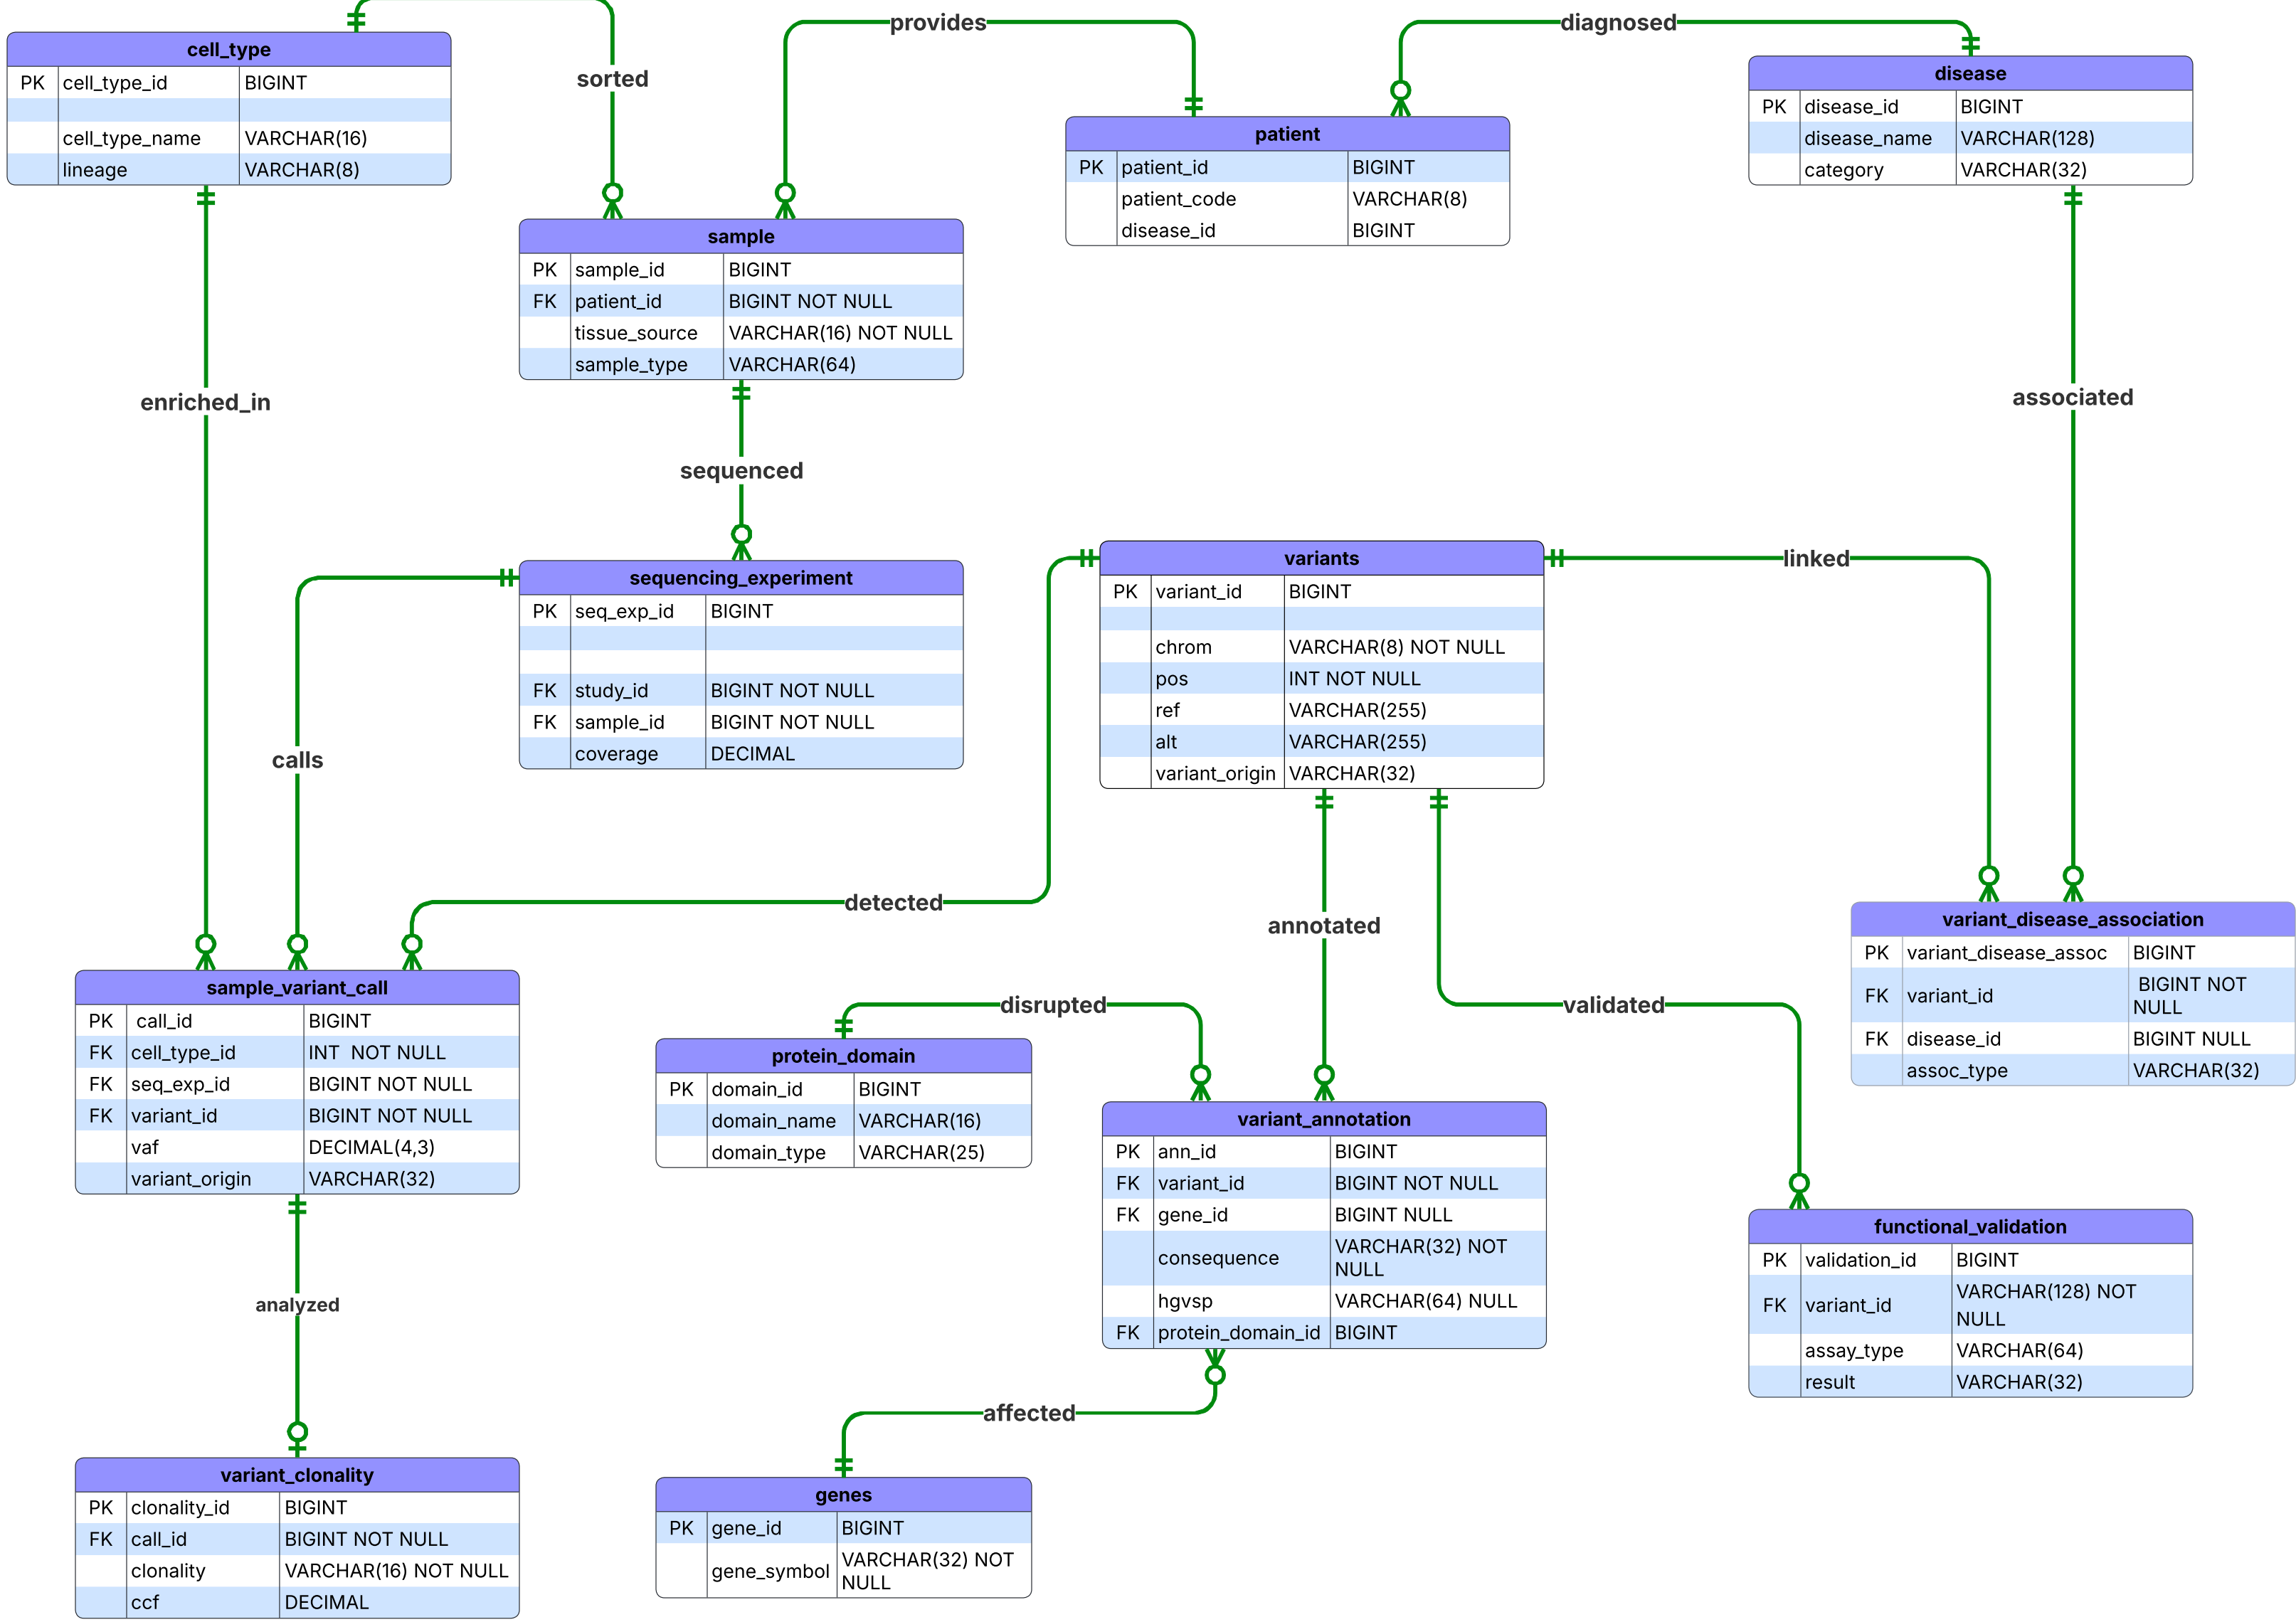 provides
diagnosed
sorted
cell_type
PK cell_type_id BIGINT
cell_type_name VARCHAR(16)
lineage VARCHAR(8)
disease
PK disease_id BIGINT
disease_name VARCHAR(128)
category VARCHAR(32)
patient
PK patient_id BIGINT
patient_code VARCHAR(8)
disease_id BIGINT
sample
PK sample_id BIGINT
FK patient_id BIGINT NOT NULL
tissue_source VARCHAR(16) NOT NULL
sample_type VARCHAR(64)
enriched_in
associated
sequenced
sequencing_experiment
PK seq_exp_id BIGINT
FK study_id BIGINT NOT NULL
FK sample_id BIGINT NOT NULL
coverage DECIMAL
variants
PK variant_id BIGINT
chrom VARCHAR(8) NOT NULL
pos INT NOT NULL
ref VARCHAR(255)
alt VARCHAR(255)
variant_origin VARCHAR(32)
linked
calls
detected
annotated
variant_disease_association
PK variant_disease_assoc BIGINT
FK variant_id BIGINT NOT
NULL
FK disease_id BIGINT NULL
assoc_type VARCHAR(32)
sample_variant_call
PK call_id BIGINT
FK cell_type_id INT NOT NULL
FK seq_exp_id BIGINT NOT NULL
FK variant_id BIGINT NOT NULL
vaf DECIMAL(4,3)
variant_origin VARCHAR(32)
disrupted
validated
protein_domain
PK domain_id BIGINT
domain_name VARCHAR(16)
domain_type VARCHAR(25)
variant_annotation
PK ann_id BIGINT
FK variant_id BIGINT NOT NULL
FK gene_id BIGINT NULL
consequence VARCHAR(32) NOT
NULL
hgvsp VARCHAR(64) NULL
FK protein_domain_id BIGINT
functional_validation
PK validation_id BIGINT
FK variant_id VARCHAR(128) NOT
NULL
assay_type VARCHAR(64)
result VARCHAR(32)
analyzed
affected
variant_clonality
PK clonality_id BIGINT
FK call_id BIGINT NOT NULL
clonality VARCHAR(16) NOT NULL
ccf DECIMAL
genes
PK gene_id BIGINT
gene_symbol VARCHAR(32) NOT
NULL